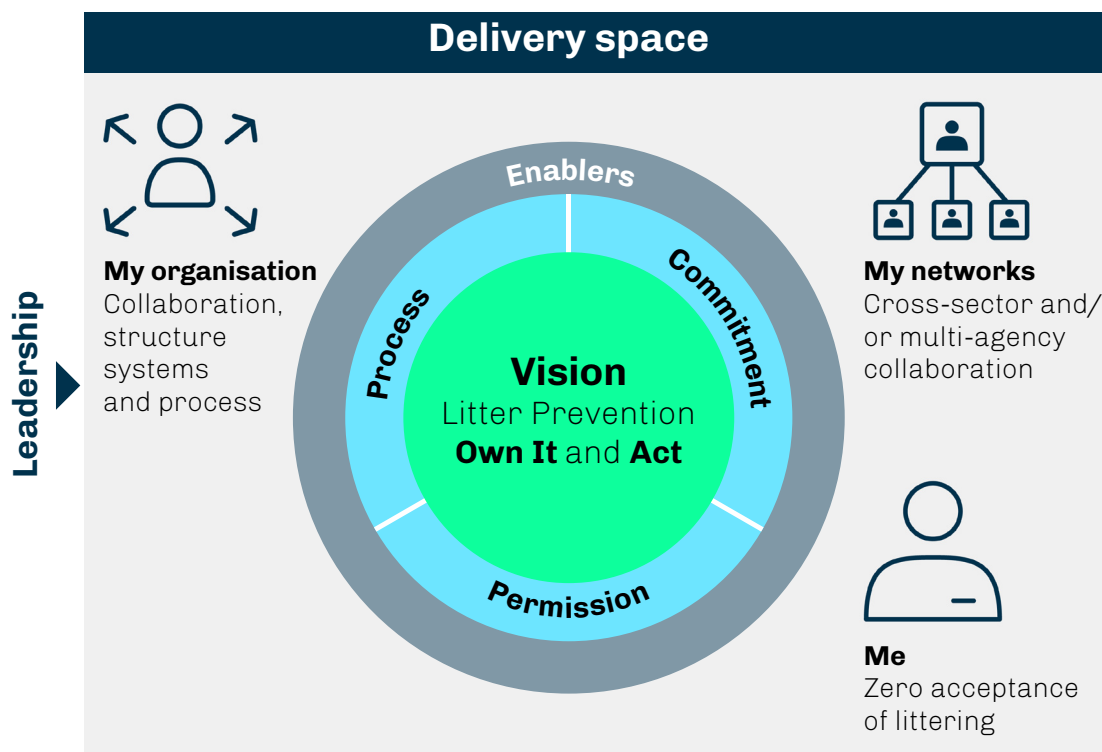 Delivery space
Leadership
My organisation
Collaboration,
structure
systems
and process
Enablers
Process
Commitment
Permission
Vision
Litter Prevention
Own It and Act
My networks
Cross-sector and/
or multi-agency
collaboration
Me
Zero acceptance
of littering